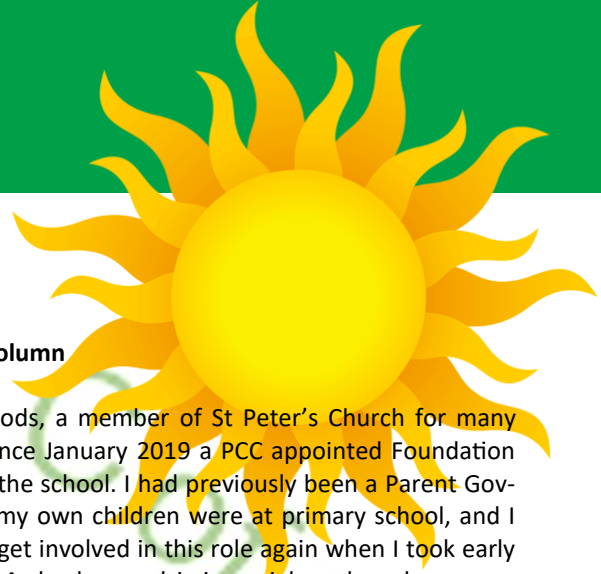 olumn
ods, a member of St Peter’s Church for many
nce January 2019 a PCC appointed Foundation
the school. I had previously been a Parent Gov-
my own children were at primary school, and I
get involved in this role again when I took early